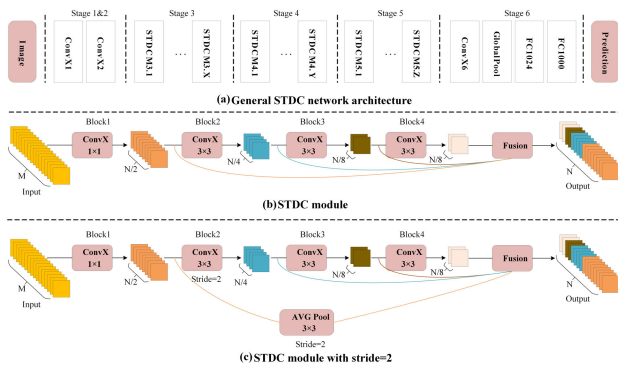 Stage 1&2
Stage 3
Stage 4
Stage 5
Stage 6
Image
ConvX1
ConvX2
STDCM3.1
...
STDCM3.X
STDCM4.1
...
STDCM4.Y
STDCM5.1
...
STDCM5.Z
ConvX6
GlobalPool
FC1024
FC1000
Prediction
(a) General STDC network architecture
Block1
Block2
Block3
Block4
ConvX
1×1
ConvX
3×3
ConvX
3×3
ConvX
3×3
Fusion
M
Input
N/2
N/4
N/8
N/8
N
Output
(b) STDC module
Block1
Block2
Block3
Block4
ConvX
1×1
ConvX
3×3
ConvX
3×3
ConvX
3×3
Fusion
M
Input
N/2
Stride=2
N/4
N/8
N/8
N
Output
AVG Pool
3×3
Stride=2
(c) STDC module with stride=2